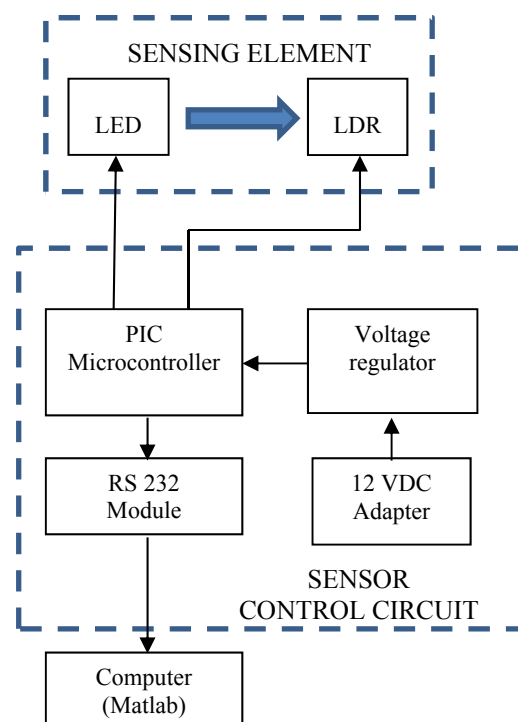 SENSING ELEMENT
LED
LDR
PIC
Microcontroller
Voltage
regulator
RS 232
Module
12 VDC
Adapter
SENSOR
CONTROL CIRCUIT
Computer
(Matlab)